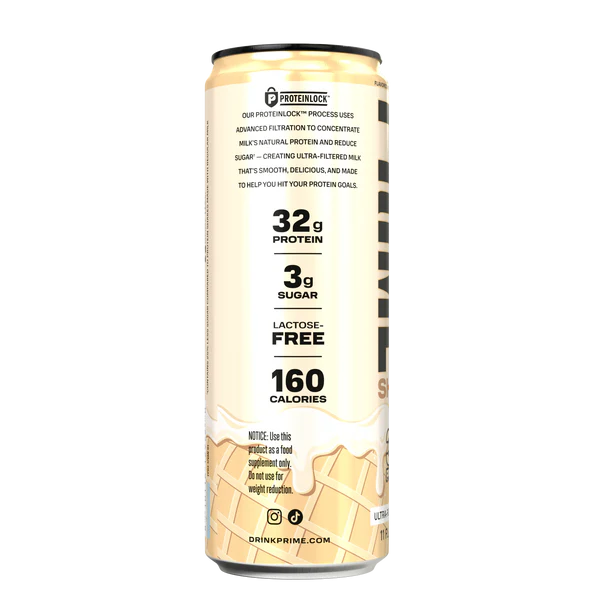 PROTEINLOCK™
OUR PROTEINLOCK™ PROCESS USES
ADVANCED FILTRATION TO CONCENTRATE
MILK'S NATURAL PROTEIN AND REDUCE
SUGAR† — CREATING ULTRA-FILTERED MILK
THAT'S SMOOTH, DELICIOUS, AND MADE
TO HELP YOU HIT YOUR PROTEIN GOALS.
32g
PROTEIN
3g
SUGAR
LACTOSE-
FREE
160
CALORIES
NOTICE: Use this
product as a food
supplement only.
Do not use for
weight reduction.
DRINKPRIME.COM